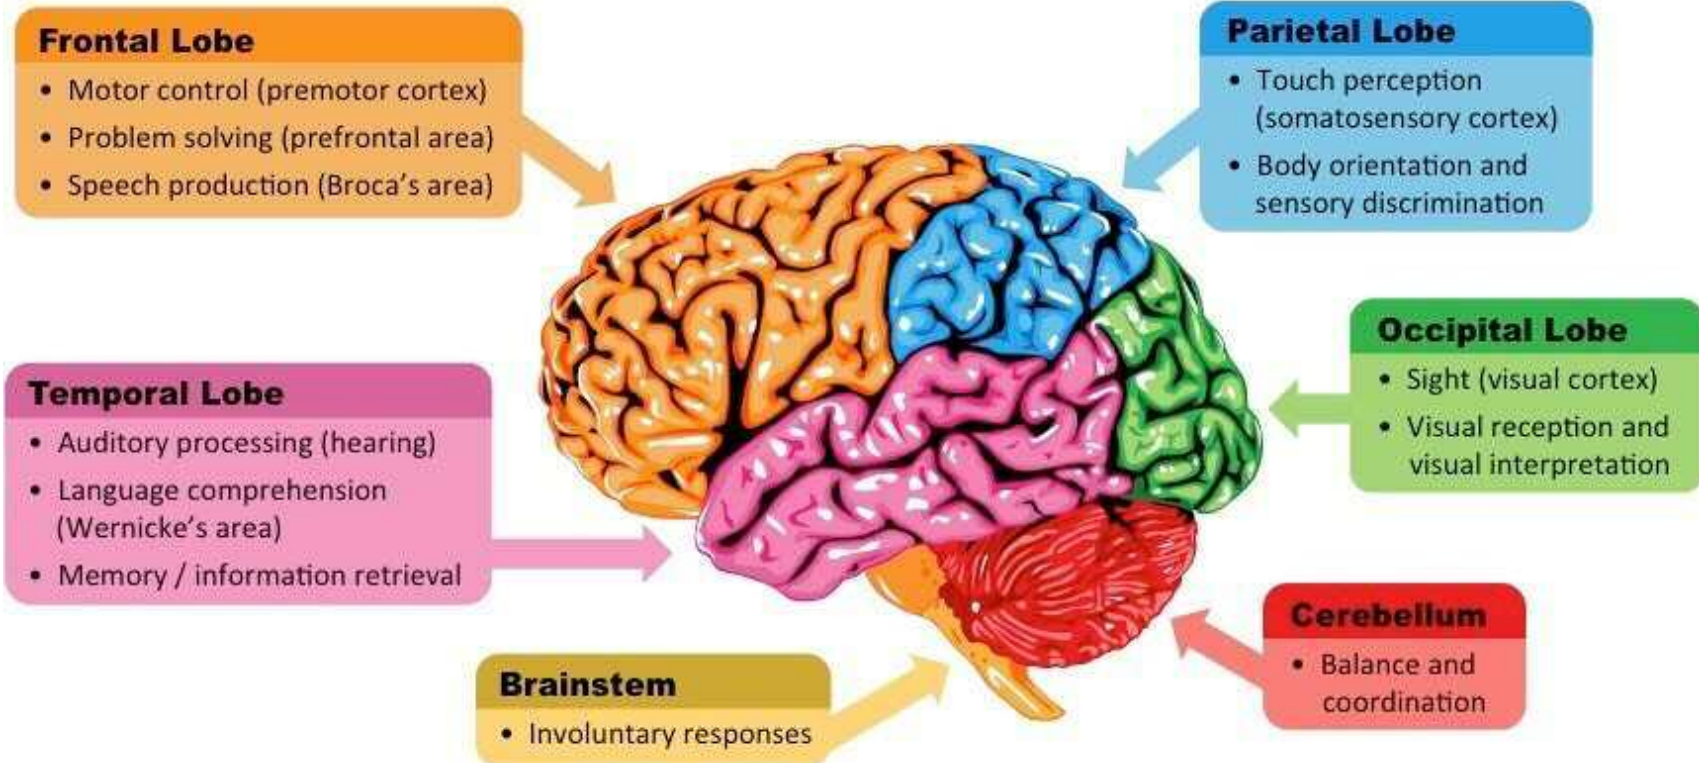 Frontal Lobe
• Motor control (premotor cortex)
• Problem solving (prefrontal area)
• Speech production (Broca's area)
Parietal Lobe
• Touch perception
(somatosensory cortex)
• Body orientation and
sensory discrimination
Occipital Lobe
• Sight (visual cortex)
• Visual reception and
visual interpretation
Temporal Lobe
• Auditory processing (hearing)
• Language comprehension
(Wernicke's area)
• Memory / information retrieval
Cerebellum
• Balance and
coordination
Brainstem
• Involuntary responses